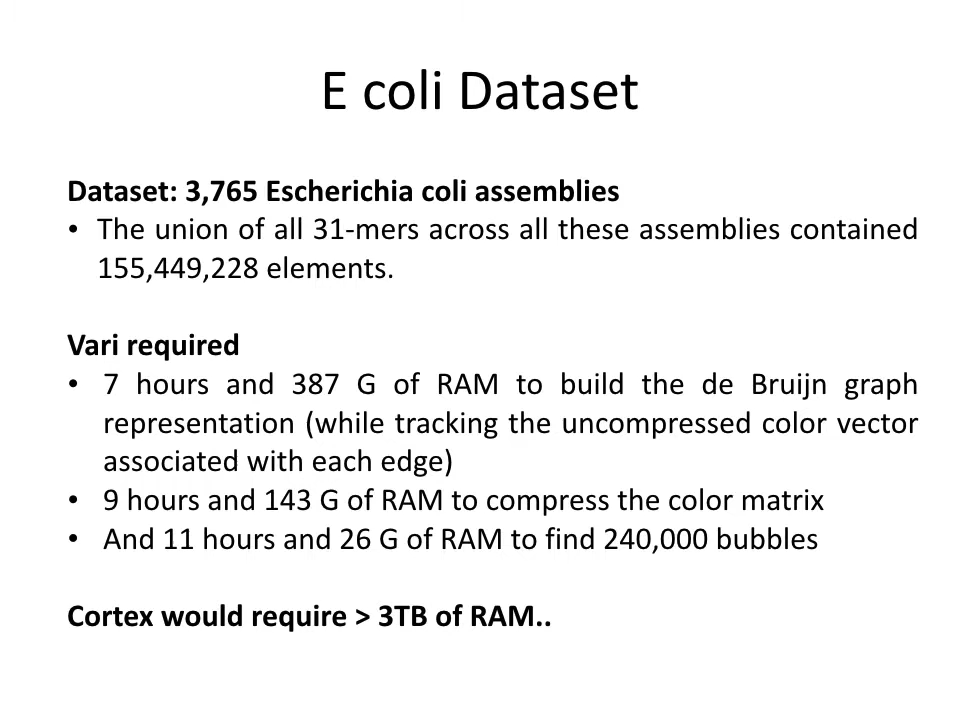 E coli Dataset
Dataset: 3,765 Escherichia coli assemblies
• The union of all 31-mers across all these assemblies contained
155,449,228 elements.
Vari required
• 7 hours and 387 G of RAM to build the de Bruijn graph
representation (while tracking the uncompressed color vector
associated with each edge)
• 9 hours and 143 G of RAM to compress the color matrix
• And 11 hours and 26 G of RAM to find 240,000 bubbles
Cortex would require > 3TB of RAM..